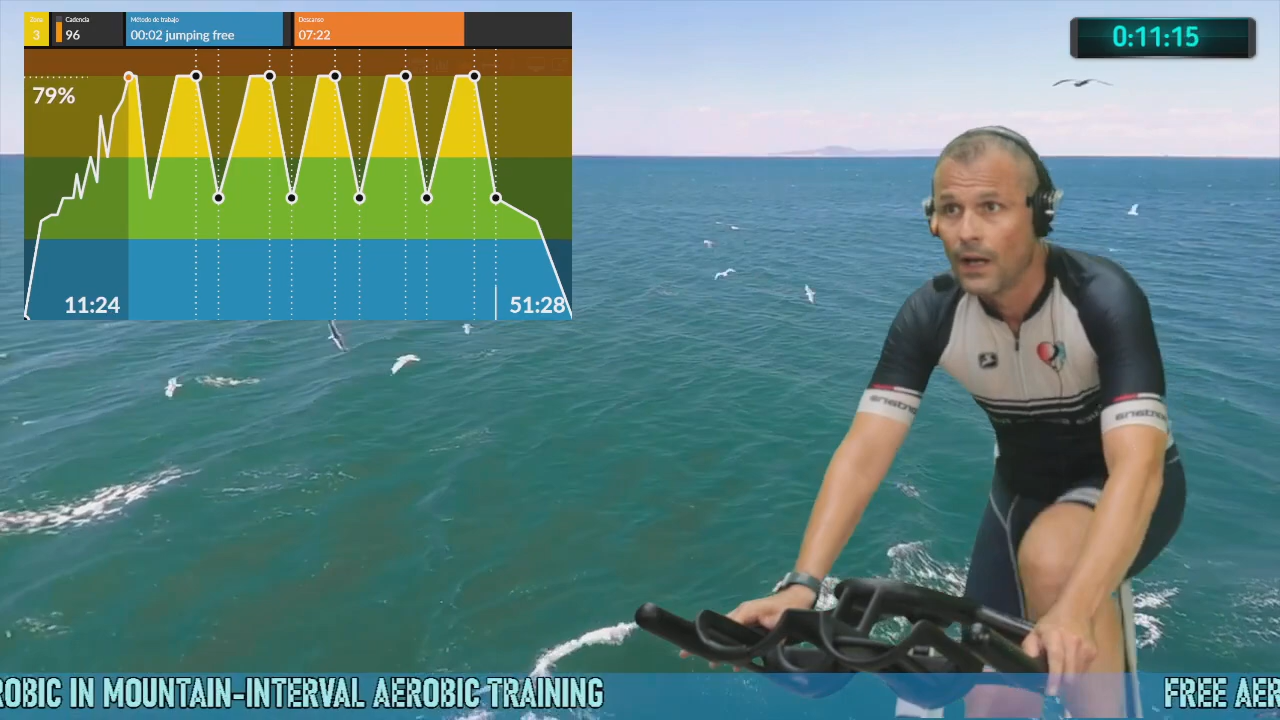 Zona
3
Cadencia
96
Método de trabajo
00:02 jumping free
Descanso
07:22
0:11:15
79%
11:24
51:28
ROBIC IN MOUNTAIN-INTERVAL AEROBIC TRAINING
FREE AER